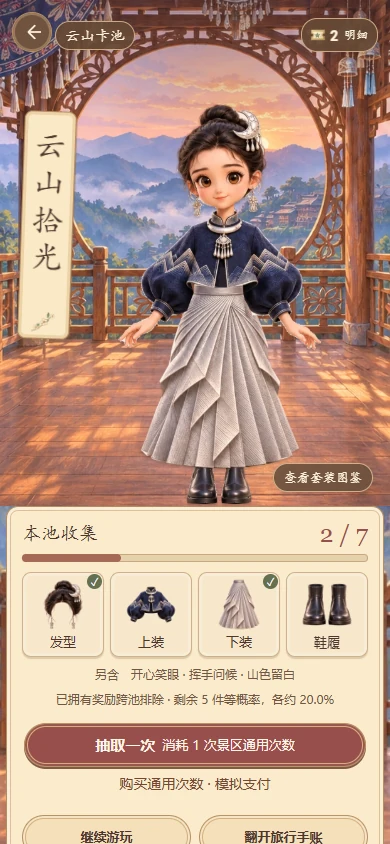 云山卡池
2 明细
云山拾光
查看套装图鉴
本池收集
2 / 7
发型
上装
下装
鞋履
另含 开心笑眼 · 挥手问候 · 山色留白
已拥有奖励跨池排除 · 剩余 5 件等概率，各约 20.0%
抽取一次 消耗 1 次景区通用次数
购买通用次数 · 模拟支付
继续游玩
翻开旅行手账